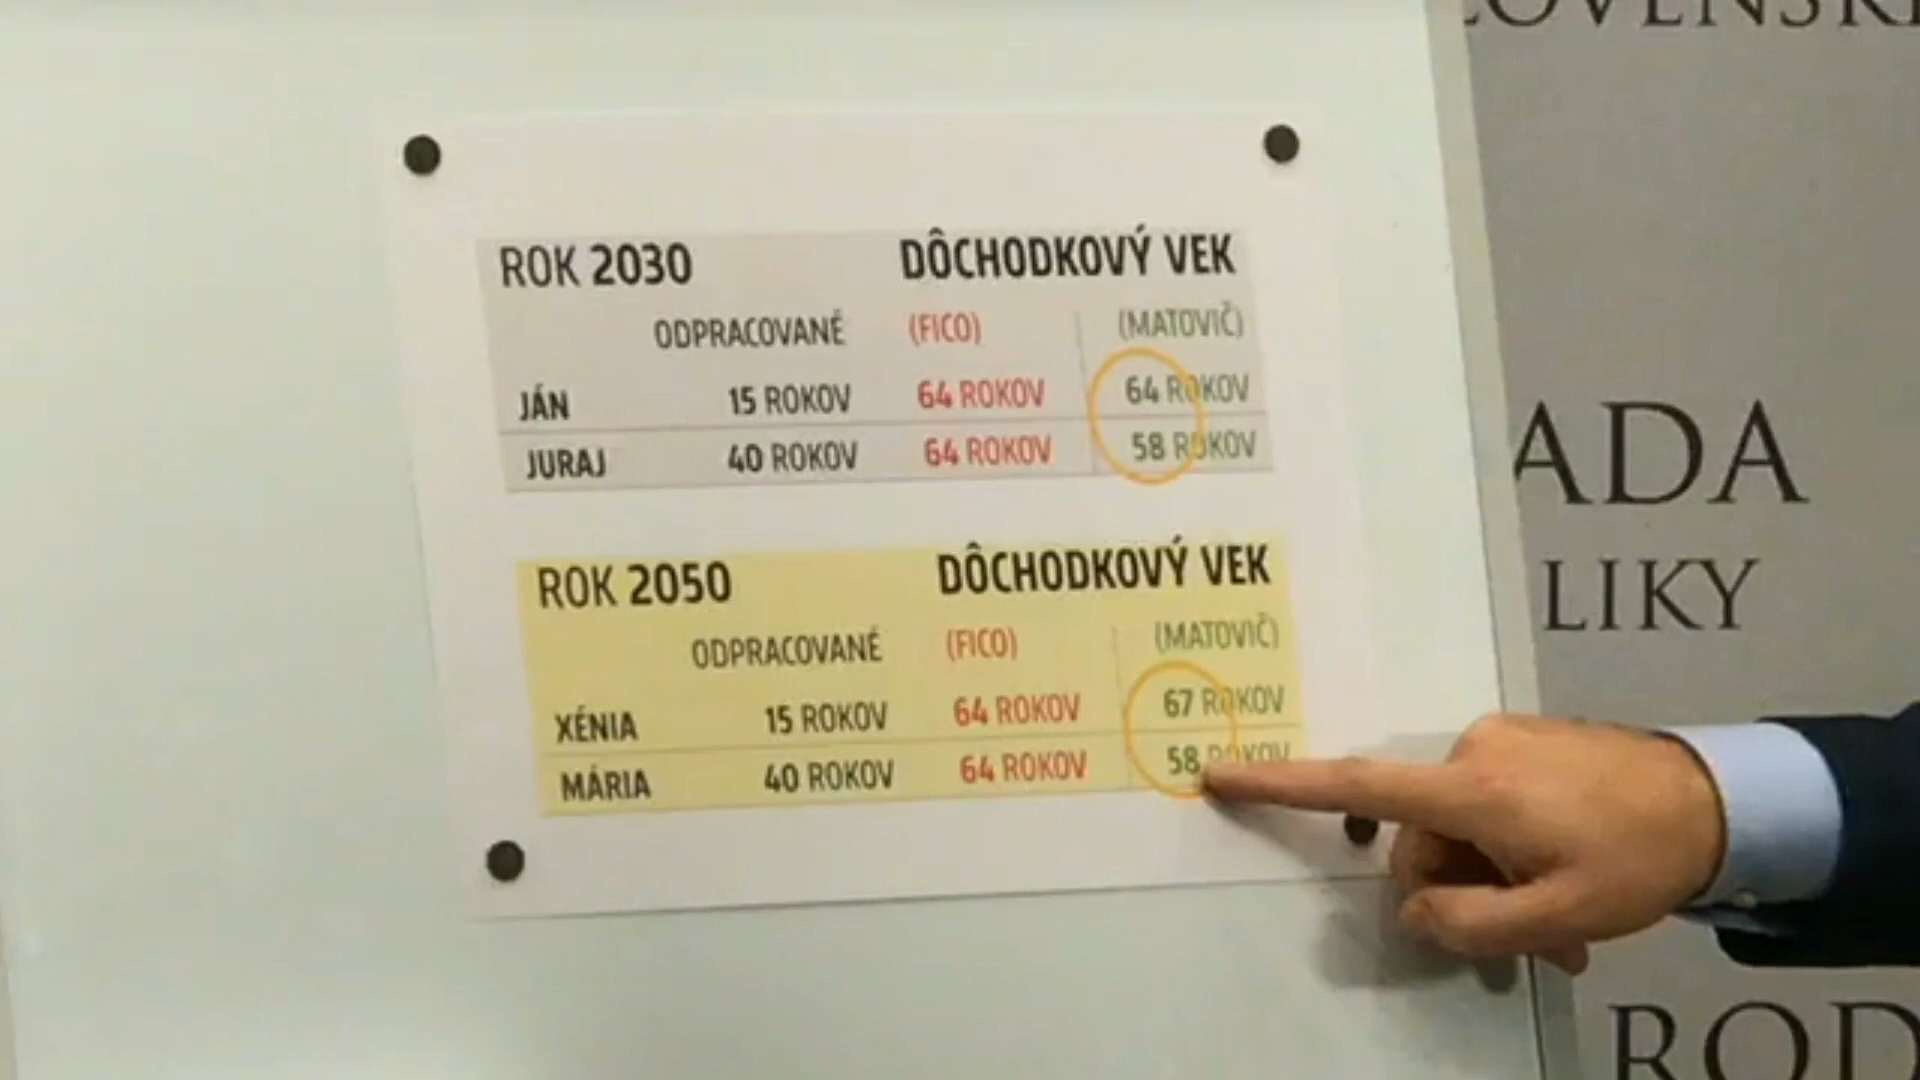 ROK 2030 DÔCHODKOVÝ VEK
ODPRACOVANÉ (FICO) (MATOVIČ)
JÁN 15 ROKOV 64 ROKOV 64 ROKOV
JURAJ 40 ROKOV 64 ROKOV 58 ROKOV
ROK 2050 DÔCHODKOVÝ VEK
ODPRACOVANÉ (FICO) (MATOVIČ)
XÉNIA 15 ROKOV 64 ROKOV 67 ROKOV
MÁRIA 40 ROKOV 64 ROKOV 58 ROKOV
ADA
LIKY
ROD